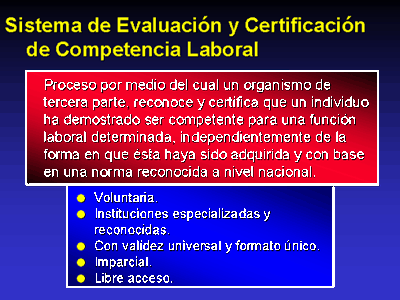 Sistema de Evaluación y Certificación
de Competencia Laboral
Proceso por medio del cual un organismo de
tercera parte, reconoce y certifica que un individuo
ha demostrado ser competente para una función
laboral determinada, independientemente de la
forma en que ésta haya sido adquirida y con base
en una norma reconocida a nivel nacional.
Voluntaria.
Instituciones especializadas y
reconocidas.
Con validez universal y formato único.
Imparcial.
Libre acceso.